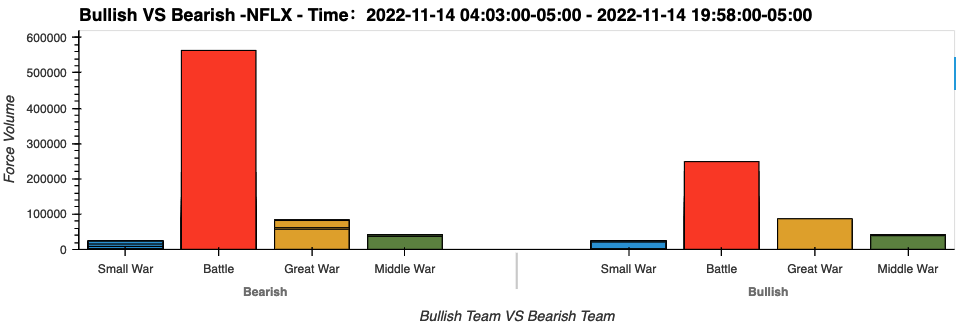 Bullish VS Bearish -NFLX - Time： 2022-11-14 04:03:00-05:00 - 2022-11-14 19:58:00-05:00
600000
500000
400000
300000
200000
100000
0
Force Volume
Small War Battle Great War Middle War Small War Battle Great War Middle War
Bearish Bullish
Bullish Team VS Bearish Team